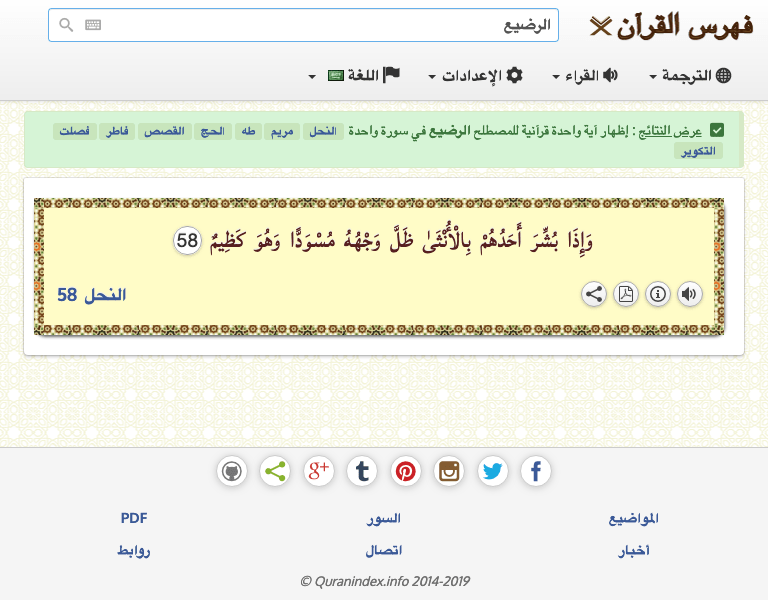 فهرس القرآن
الرضيع
الترجمة
القراء
الإعدادات
اللغة
عرض النتائج : إظهار آية واحدة قرآنية للمصطلح الرضيع في سورة واحدة النحل مريم طه الحج القصص فاطر فصلت
التكوير
وَإِذَا بُشِّرَ أَحَدُهُمْ بِالْأُنْثَىٰ ظَلَّ وَجْهُهُ مُسْوَدًّا وَهُوَ كَظِيمٌ 58
النحل 58
المواضيع
السور
PDF
أخبار
اتصال
روابط
© Quranindex.info 2014-2019